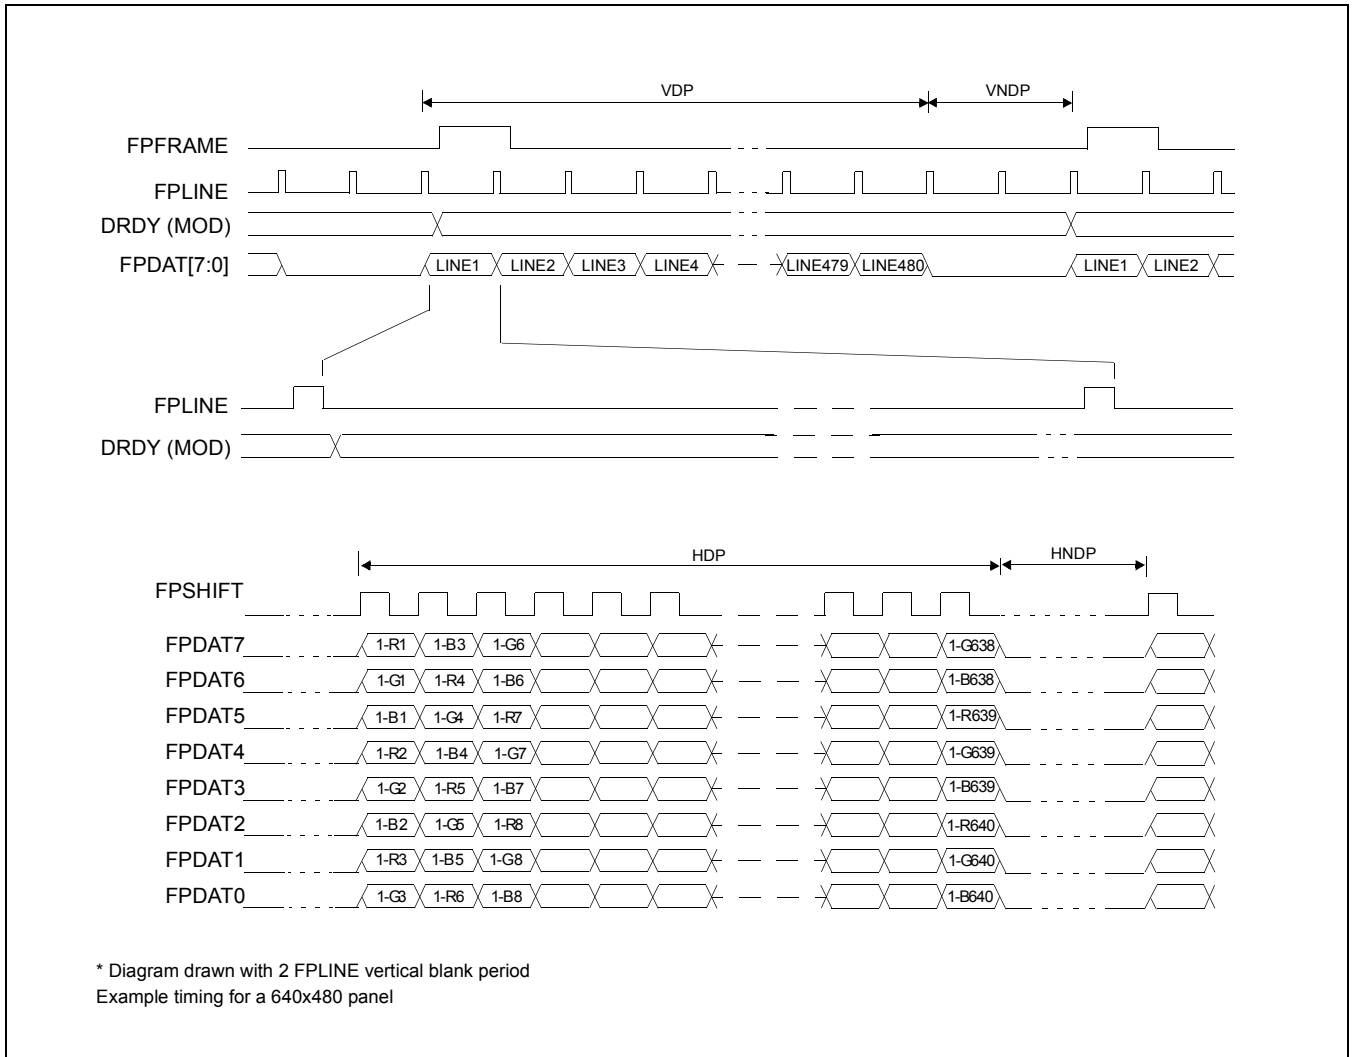 VDP VNDP
FPFRAME
FPLINE
DRDY (MOD)
FPDAT[7:0] LINE1 LINE2 LINE3 LINE4 LINE479 LINE480 LINE1 LINE2
FPLINE
DRDY (MOD)
HDP HNDP
FPSHIFT
FPDAT7 1-R1 1-B3 1-G6 1-G638
FPDAT6 1-G1 1-R4 1-B6 1-B638
FPDAT5 1-B1 1-G4 1-R7 1-R639
FPDAT4 1-R2 1-B4 1-G7 1-G639
FPDAT3 1-G2 1-R5 1-B7 1-B639
FPDAT2 1-B2 1-G5 1-R8 1-R640
FPDAT1 1-R3 1-B5 1-G8 1-G640
FPDAT0 1-G3 1-R6 1-B8 1-B640
* Diagram drawn with 2 FPLINE vertical blank period
Example timing for a 640x480 panel